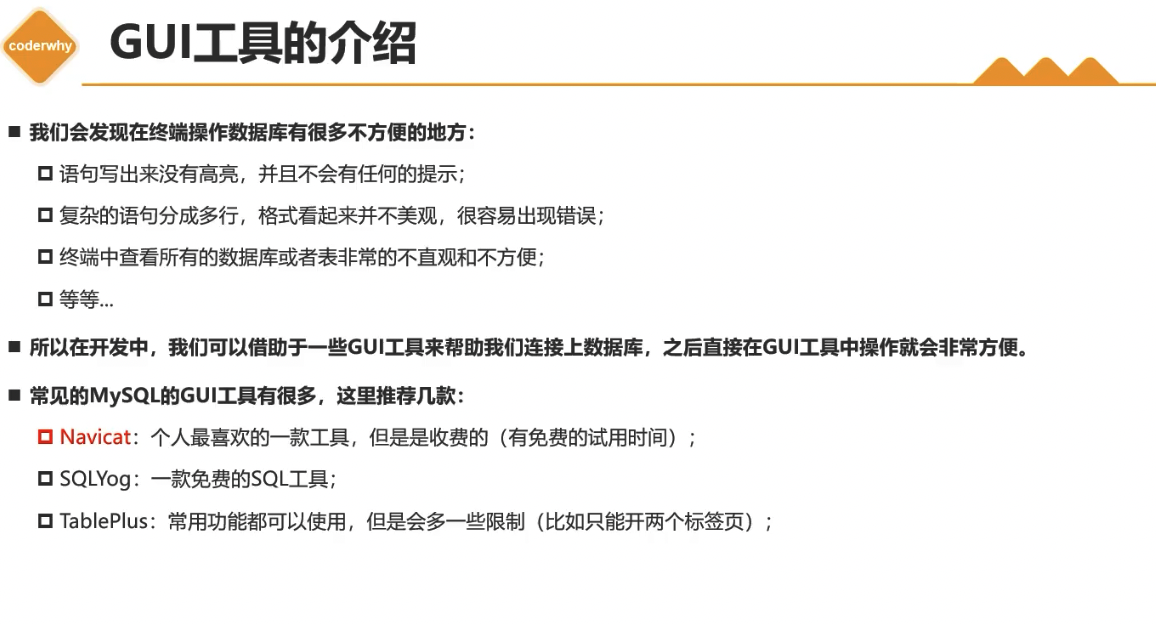 coderwhy
GUI工具的介绍
我们会发现在终端操作数据库有很多不方便的地方：
语句写出来没有高亮，并且不会有任何的提示；
复杂的语句分成多行，格式看起来并不美观，很容易出现错误；
终端中查看所有的数据库或者表非常的不直观和不方便；
等等...
所以在开发中，我们可以借助于一些GUI工具来帮助我们连接上数据库，之后直接在GUI工具中操作就会非常方便。
常见的MySQL的GUI工具有很多，这里推荐几款：
Navicat：个人最喜欢的一款工具，但是是收费的（有免费的试用时间）；
SQLYog：一款免费的SQL工具；
TablePlus：常用功能都可以使用，但是会多一些限制（比如只能开两个标签页）；